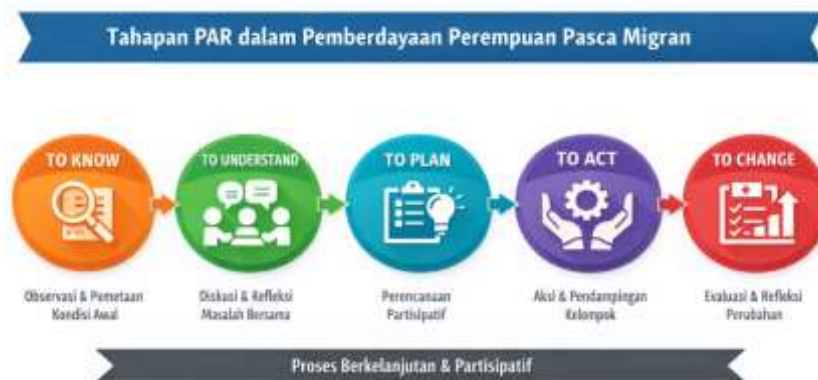 Tahapan PAR dalam Pemberdayaan Perempuan Pasca Migran
TO KNOW
TO UNDERSTAND
TO PLAN
TO ACT
TO CHANGE
Observasi & Pemetaan
Kondisi Awal
Diskusi & Refleksi
Masalah Bersama
Perencanaan
Partisipatif
Aksi & Pendampingan
Kelompok
Evaluasi & Refleksi
Perubahan
Proses Berkelanjutan & Partisipatif